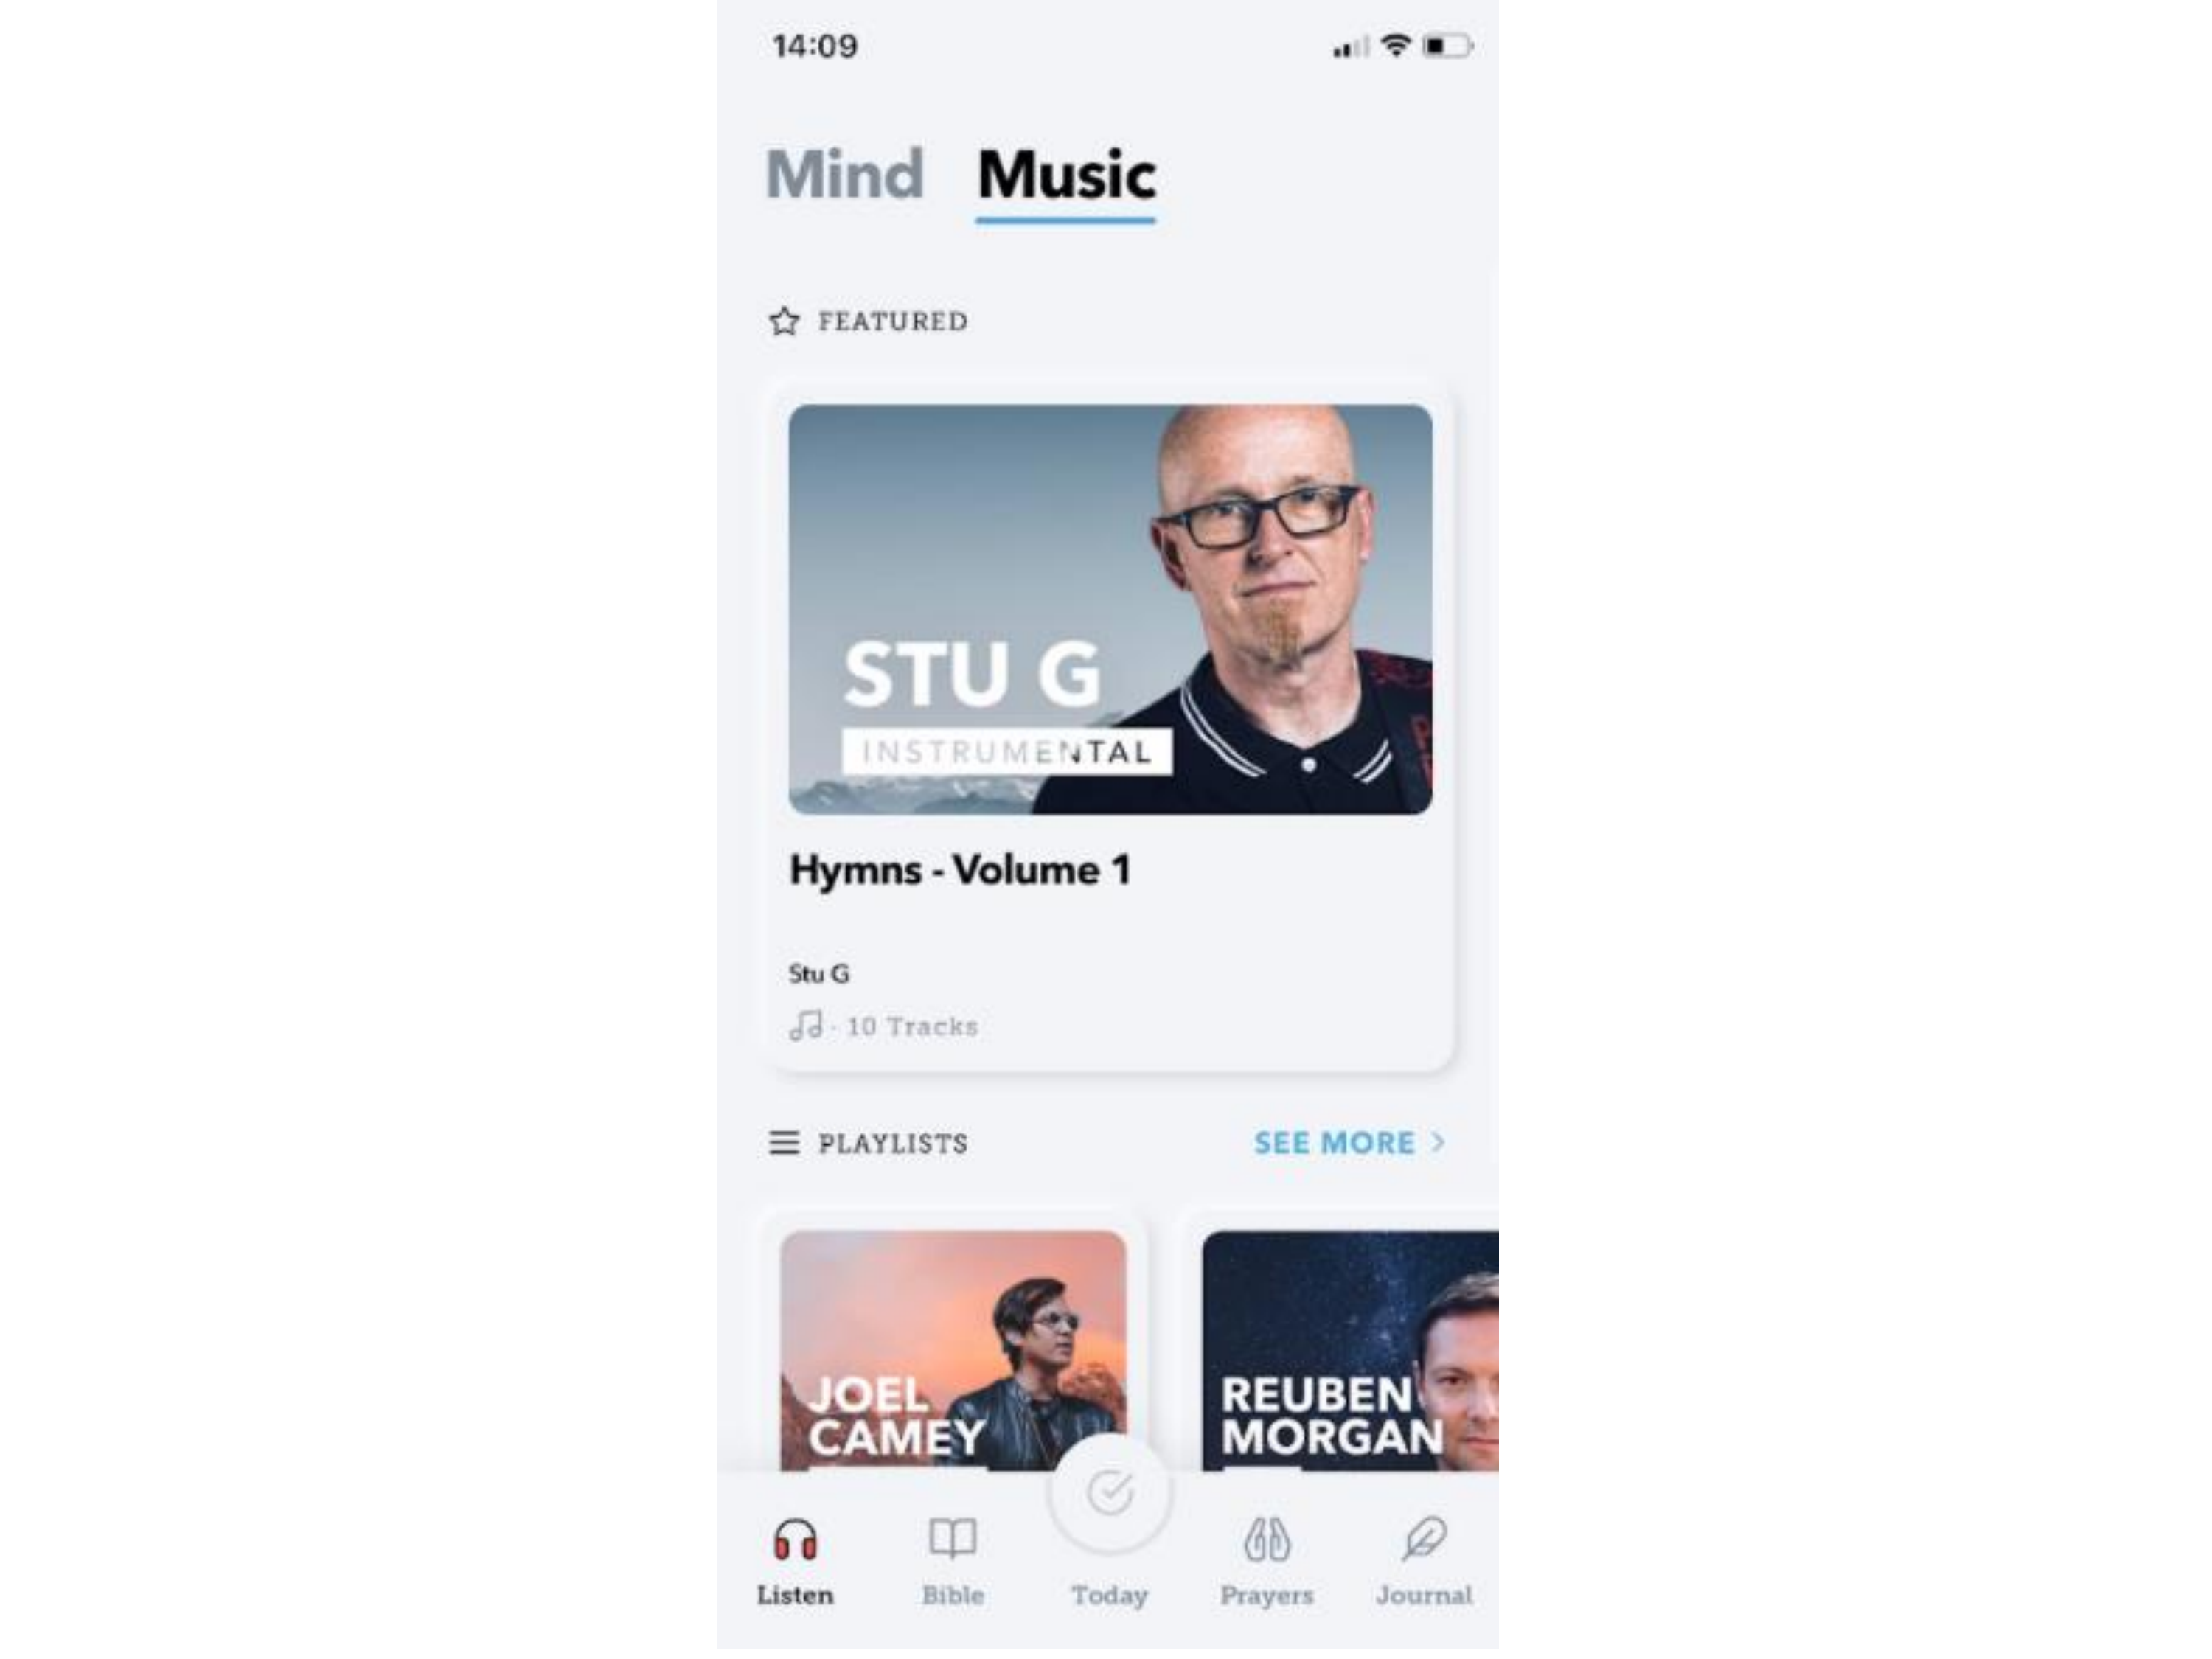 14:09
Mind Music
FEATURED
STU G
INSTRUMENTAL
Hymns - Volume 1
Stu G
· 10 Tracks
PLAYLISTS
SEE MORE >
JOEL
CAMEY
REUBEN
MORGAN
Listen
Bible
Today
Prayers
Journal